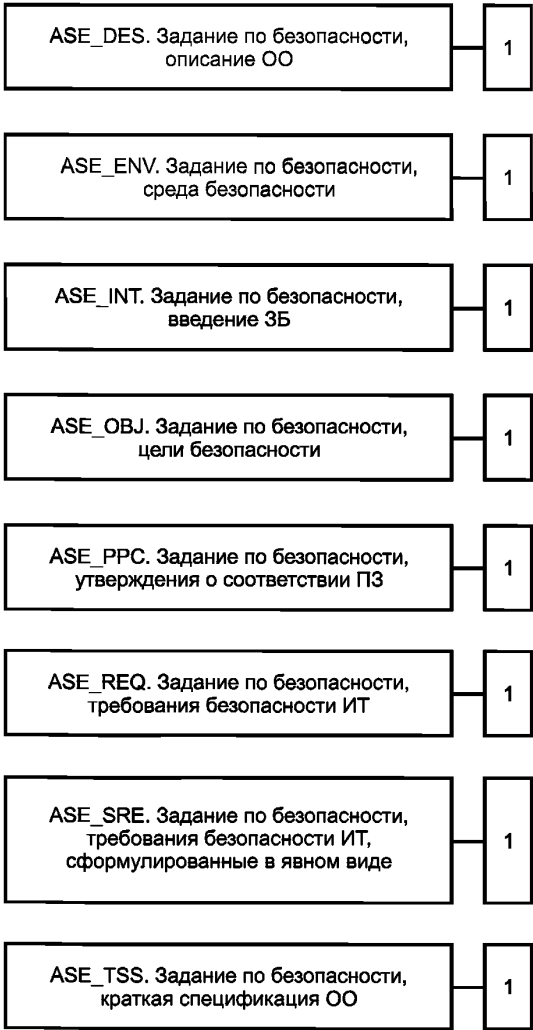 ASE_DES. Задание по безопасности,
описание ОО
1
ASE_ENV. Задание по безопасности,
среда безопасности
1
ASE_INT. Задание по безопасности,
введение ЗБ
1
ASE_OBJ. Задание по безопасности,
цели безопасности
1
ASE_PPC. Задание по безопасности,
утверждения о соответствии ПЗ
1
ASE_REQ. Задание по безопасности,
требования безопасности ИТ
1
ASE_SRE. Задание по безопасности,
требования безопасности ИТ,
сформулированные в явном виде
1
ASE_TSS. Задание по безопасности,
краткая спецификация ОО
1